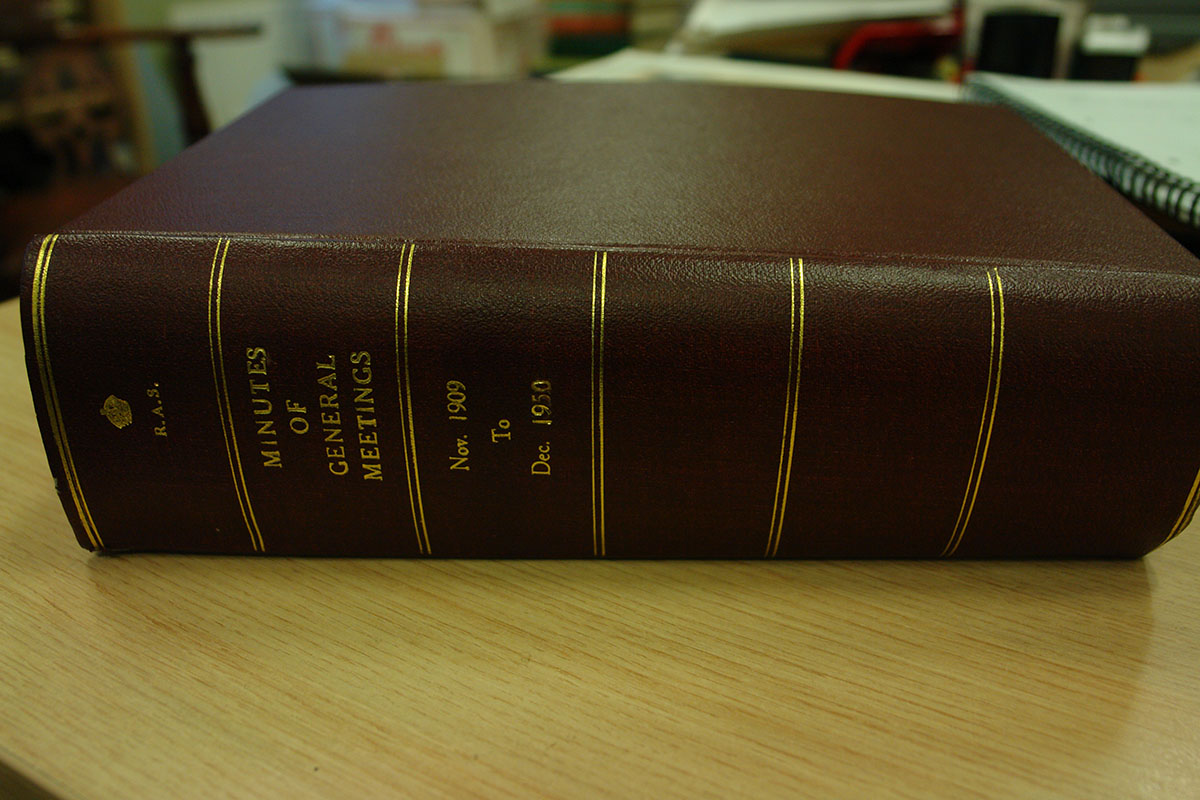 R.A.S.
MINUTES
OF
GENERAL
MEETINGS
Nov. 1909
To
Dec. 1950